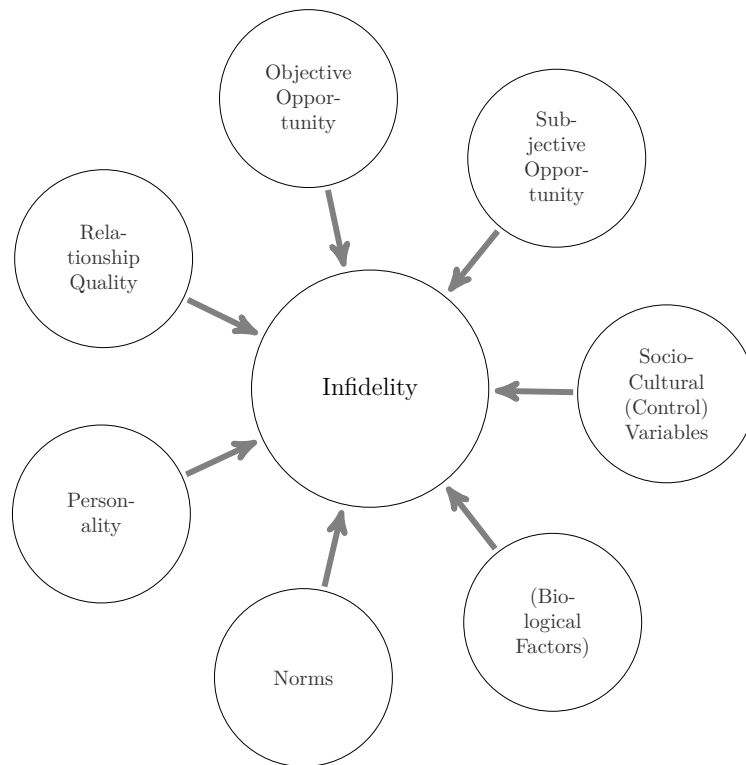 Objective
Oppor-
tunity
Sub-
jective
Oppor-
tunity
Rela-
tionship
Quality
Infidelity
Socio-
Cultural
(Control)
Variables
Person-
ality
(Bio-
logical
Factors)
Norms